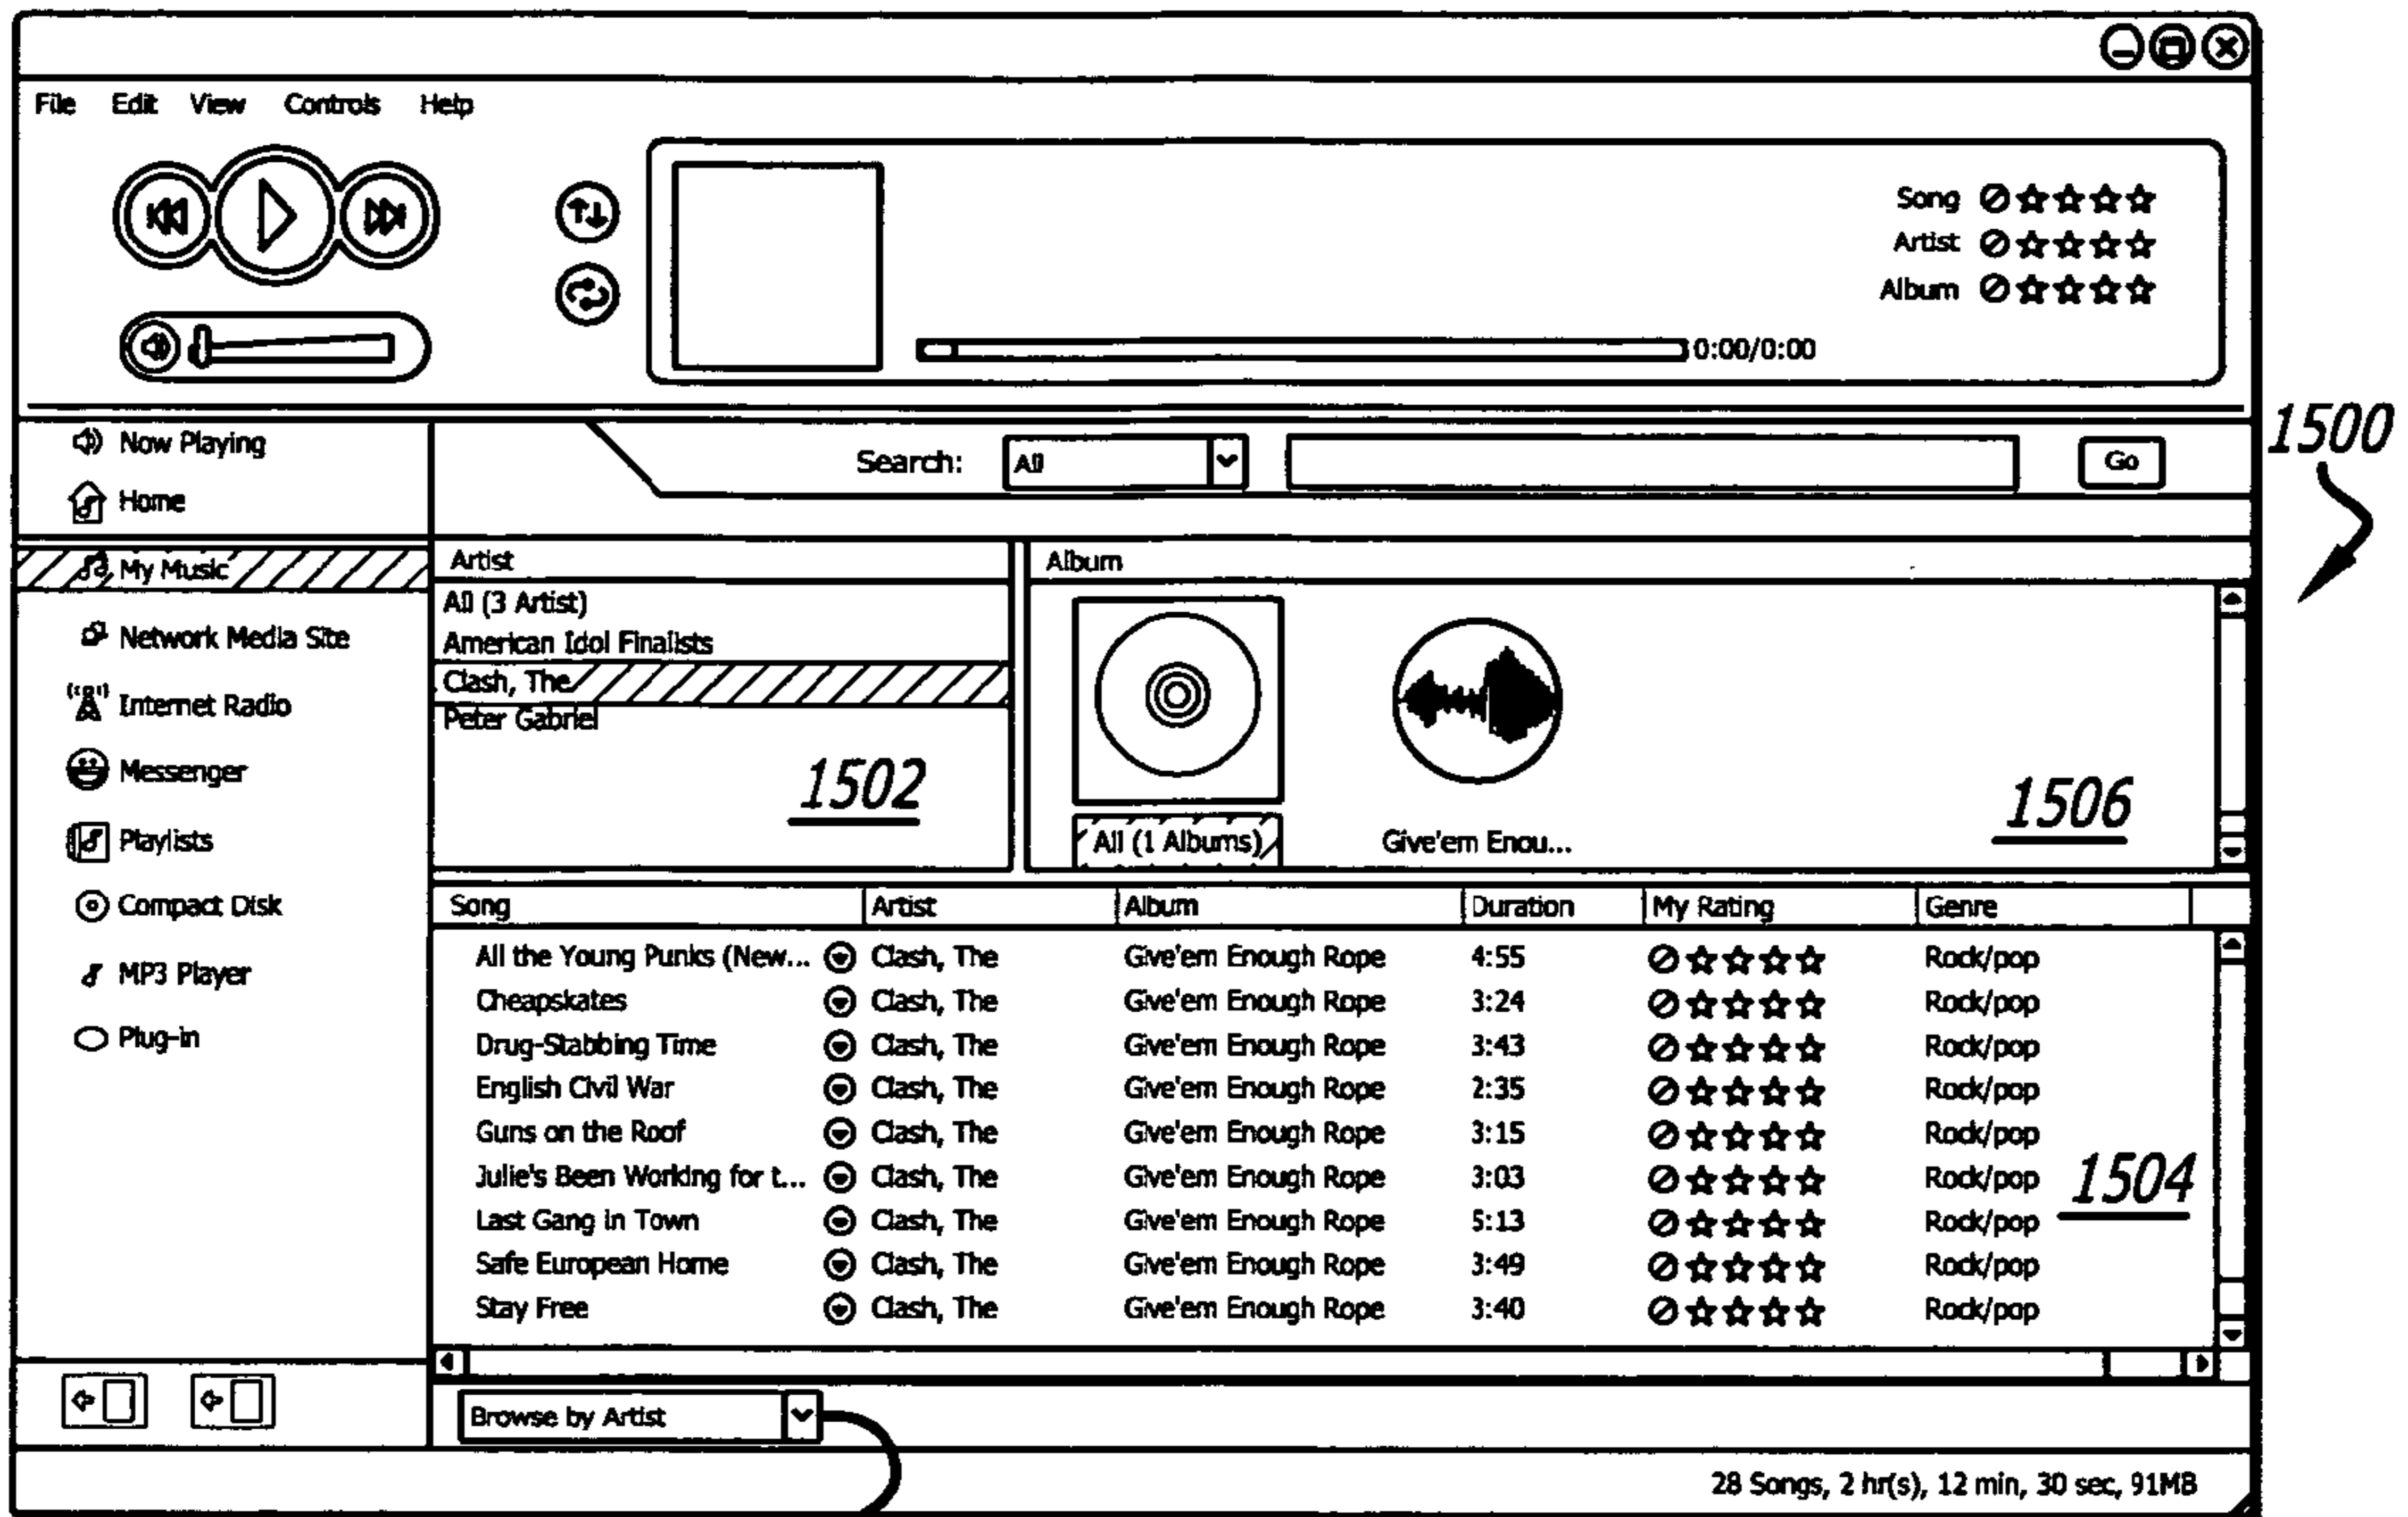 File Edit View Controls Help
Song
Artist
Album
0:00/0:00
1500
Now Playing
Search: All Go
Home
My Music
Network Media Site
Internet Radio
Messenger
Playlists
Compact Disk
MP3 Player
Plug-in
Artist
All (3 Artist)
American Idol Finalists
Clash, The
Peter Gabriel
1502
Album
All (1 Albums)
Give'em Enou...
1506
Song Artist Album Duration My Rating Genre
All the Young Punks (New... Clash, The Give'em Enough Rope 4:55 Rock/pop
Cheapskates Clash, The Give'em Enough Rope 3:24 Rock/pop
Drug-Stabbing Time Clash, The Give'em Enough Rope 3:43 Rock/pop
English Civil War Clash, The Give'em Enough Rope 2:35 Rock/pop
Guns on the Roof Clash, The Give'em Enough Rope 3:15 Rock/pop
Julie's Been Working for t... Clash, The Give'em Enough Rope 3:03 Rock/pop
1504
Last Gang in Town Clash, The Give'em Enough Rope 5:13 Rock/pop
Safe European Home Clash, The Give'em Enough Rope 3:49 Rock/pop
Stay Free Clash, The Give'em Enough Rope 3:40 Rock/pop
Browse by Artist
28 Songs, 2 hr(s), 12 min, 30 sec, 91MB